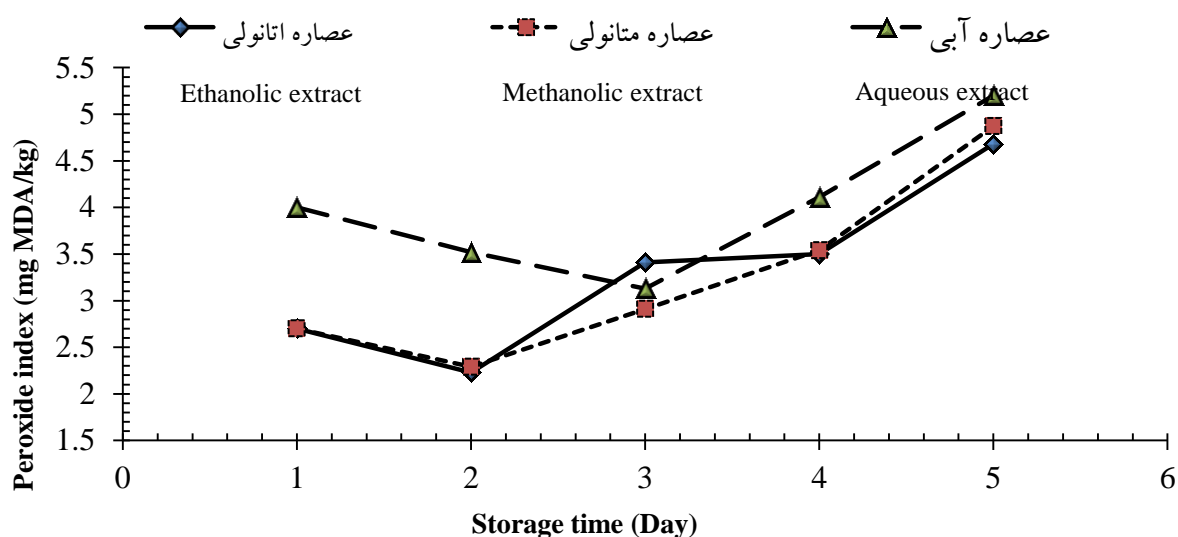 عصاره اتانولی
عصاره متانولی
عصاره آبی
Ethanolic extract
Methanolic extract
Aqueous extract
Peroxide index (mg MDA/kg)
5.5
5
4.5
4
3.5
3
2.5
2
1.5
0 1 2 3 4 5 6
Storage time (Day)